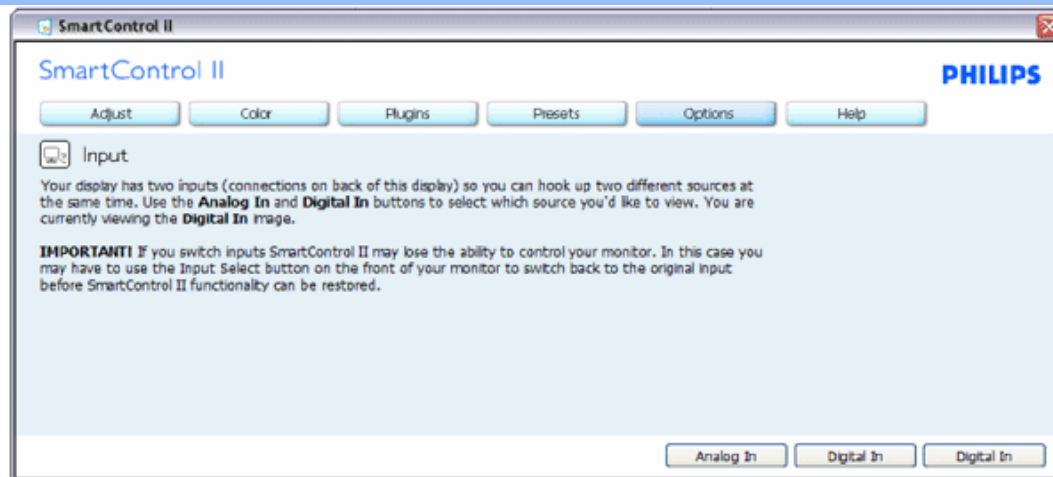 SmartControl II
SmartControl II
PHILIPS
Adjust
Color
Plugins
Presets
Options
Help
Input
Your display has two inputs (connections on back of this display) so you can hook up two different sources at
the same time. Use the Analog In and Digital In buttons to select which source you'd like to view. You are
currently viewing the Digital In image.
IMPORTANT! If you switch inputs SmartControl II may lose the ability to control your monitor. In this case you
may have to use the Input Select button on the front of your monitor to switch back to the original input
before SmartControl II functionality can be restored.
Analog In
Digital In
Digital In